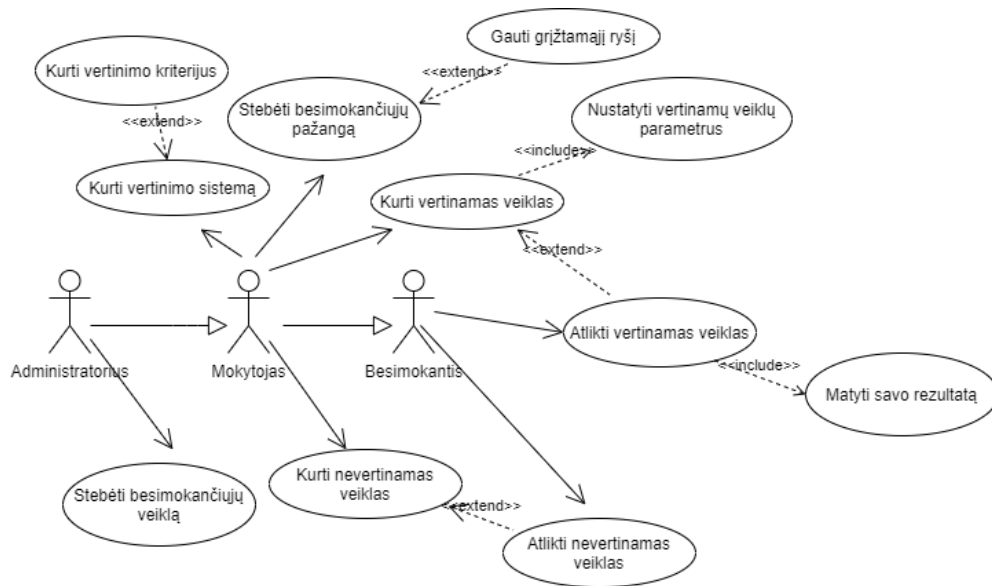 Gauti grįžtamąjį ryšį
Kurti vertinimo kriterijus
<<extend>>
Stebėti besimokančiųjų
pažangą
Nustatyti vertinamų veiklų
parametrus
<<extend>>
<<include>>
Kurti vertinimo sistemą
Kurti vertinamas veiklas
<<extend>>
Atlikti vertinamas veiklas
Administratorius
Mokytojas
Besimokantis
<<include>>
Matyti savo rezultatą
Kurti nevertinamas
veiklas
Stebėti besimokančiųjų
veiklą
<<extend>>
Atlikti nevertinamas
veiklas